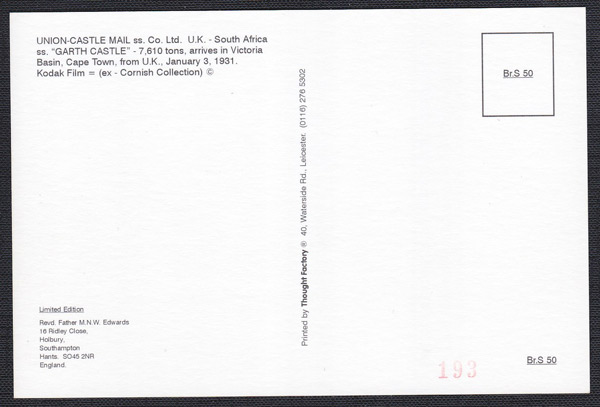 UNION-CASTLE MAIL ss. Co. Ltd. U.K. - South Africa
ss. "GARTH CASTLE" - 7,610 tons, arrives in Victoria
Basin, Cape Town, from U.K., January 3, 1931.
Kodak Film = (ex - Cornish Collection) ©
Br.S 50
Printed by Thought Factory ® 40, Waterside Rd., Leicester. (0116) 276 5302
Limited Edition
Revd. Father M.N.W. Edwards
16 Ridley Close,
Holbury,
Southampton
Hants. SO45 2NR
England.
193
Br.S 50